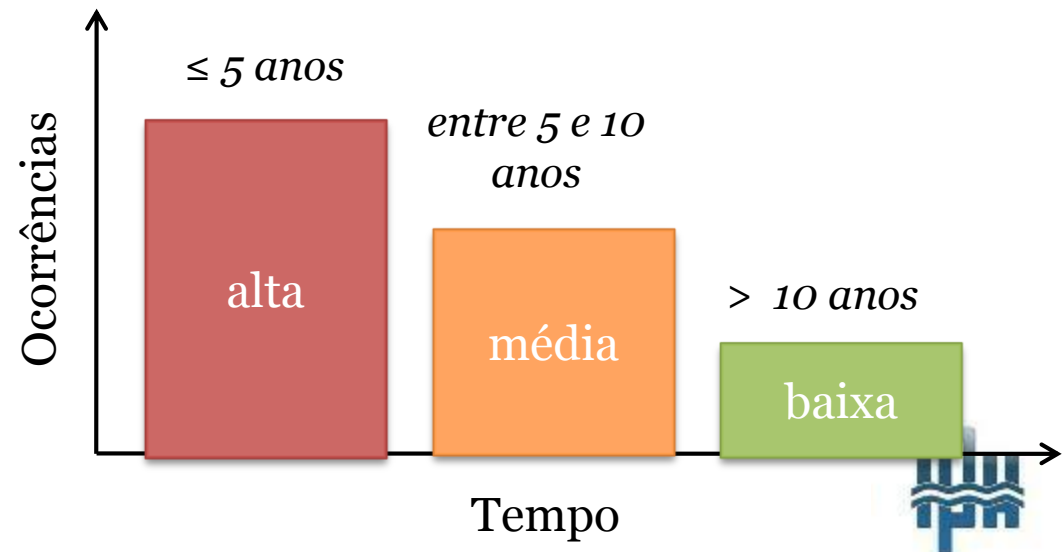 ≤ 5 anos
entre 5 e 10
anos
> 10 anos
Ocorrências
alta
média
baixa
Tempo